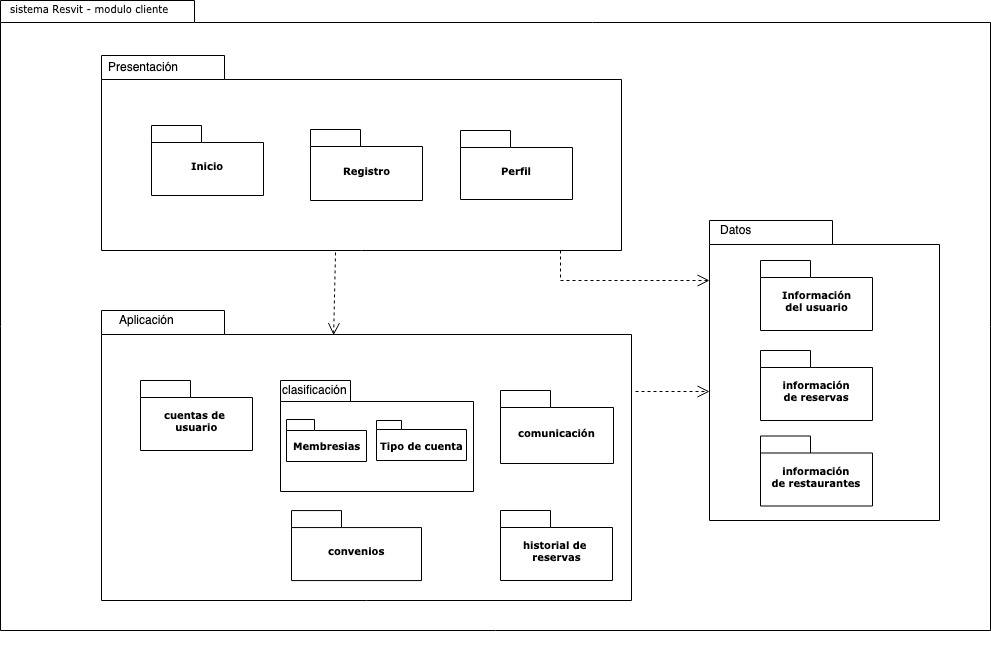 sistema Resvit - modulo cliente
Presentación
Inicio
Registro
Perfil
Datos
Información
del usuario
información
de reservas
información
de restaurantes
Aplicación
cuentas de
usuario
clasificación
Membresias
Tipo de cuenta
comunicación
convenios
historial de
reservas